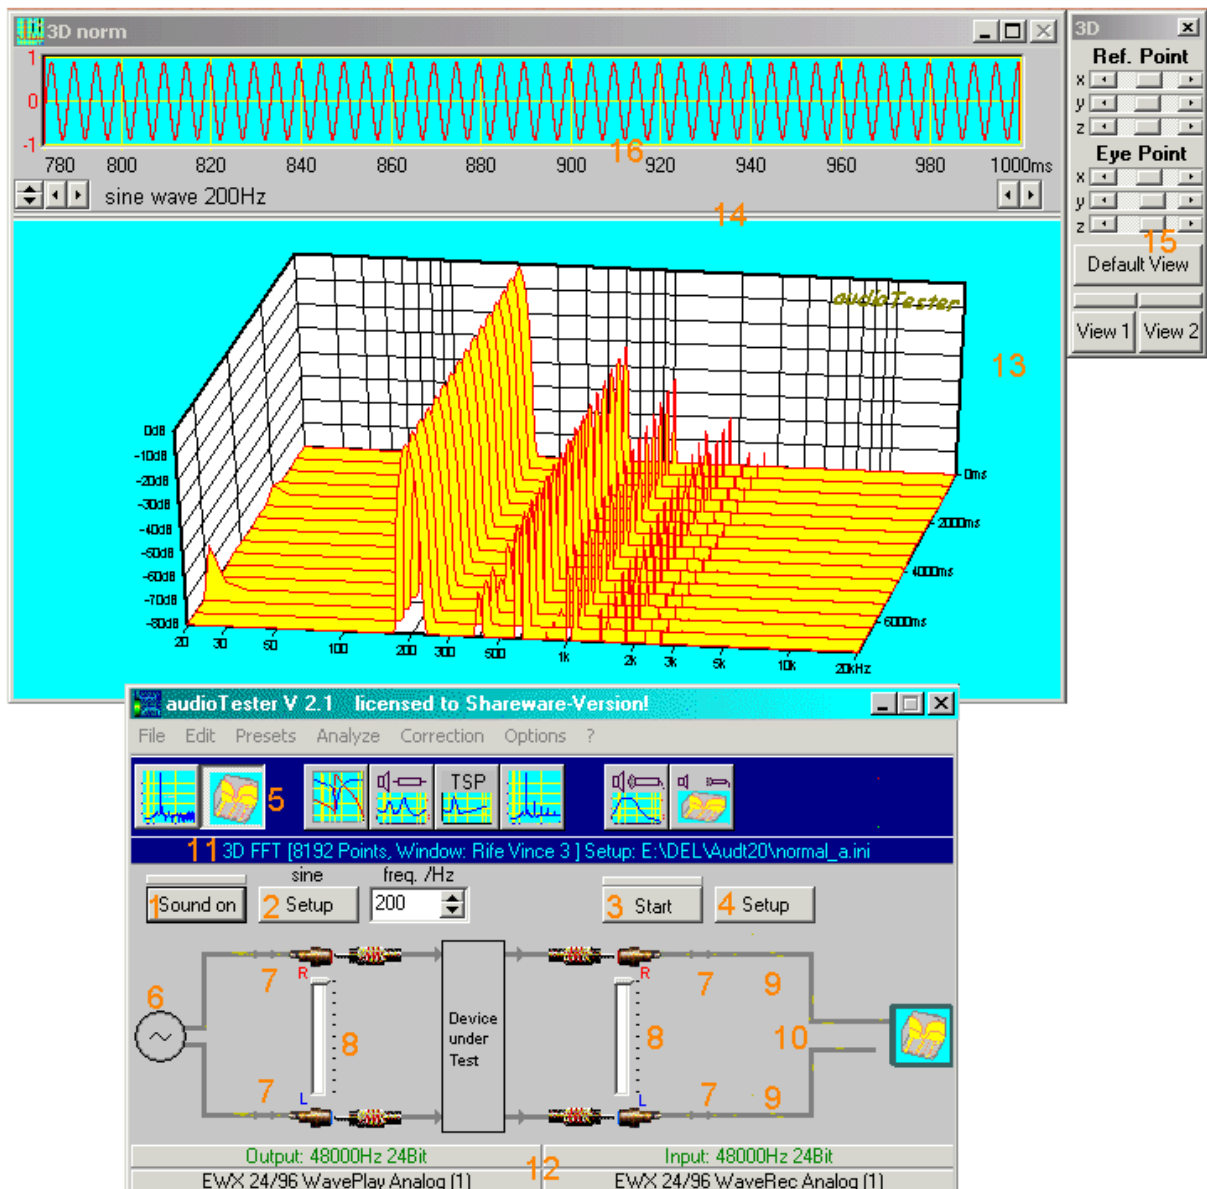 3D norm
1
0
-1
780 800 820 840 860 880 900 920 940 960 980 1000ms
16
sine wave 200Hz
14
3D
Ref. Point
x
y
z
Eye Point
x
y
z
15
Default View
View 1 View 2
13
audioTester
0dB
-10dB
-20dB
-30dB
-40dB
-50dB
-60dB
-70dB
-80dB
20 30 50 100 200 300 500 1k 2k 3k 5k 10k 20kHz
0ms
2000ms
4000ms
6000ms
audioTester V 2.1 licensed to Shareware-Version!
File Edit Presets Analyze Correction Options ?
5
TSP
11 3D FFT [8192 Points, Window: Rife Vince 3 ] Setup: E:\DEL\Audt20\normal_a.ini
sine freq. /Hz
1 Sound on 2 Setup 200 3 Start 4 Setup
7 R R 7 9
6
8 Device under Test 8 10
7 L L 7 9
Output: 48000Hz 24Bit Input: 48000Hz 24Bit
12
EWX 24/96 WavePlay Analog (1) EWX 24/96 WaveRec Analog (1)